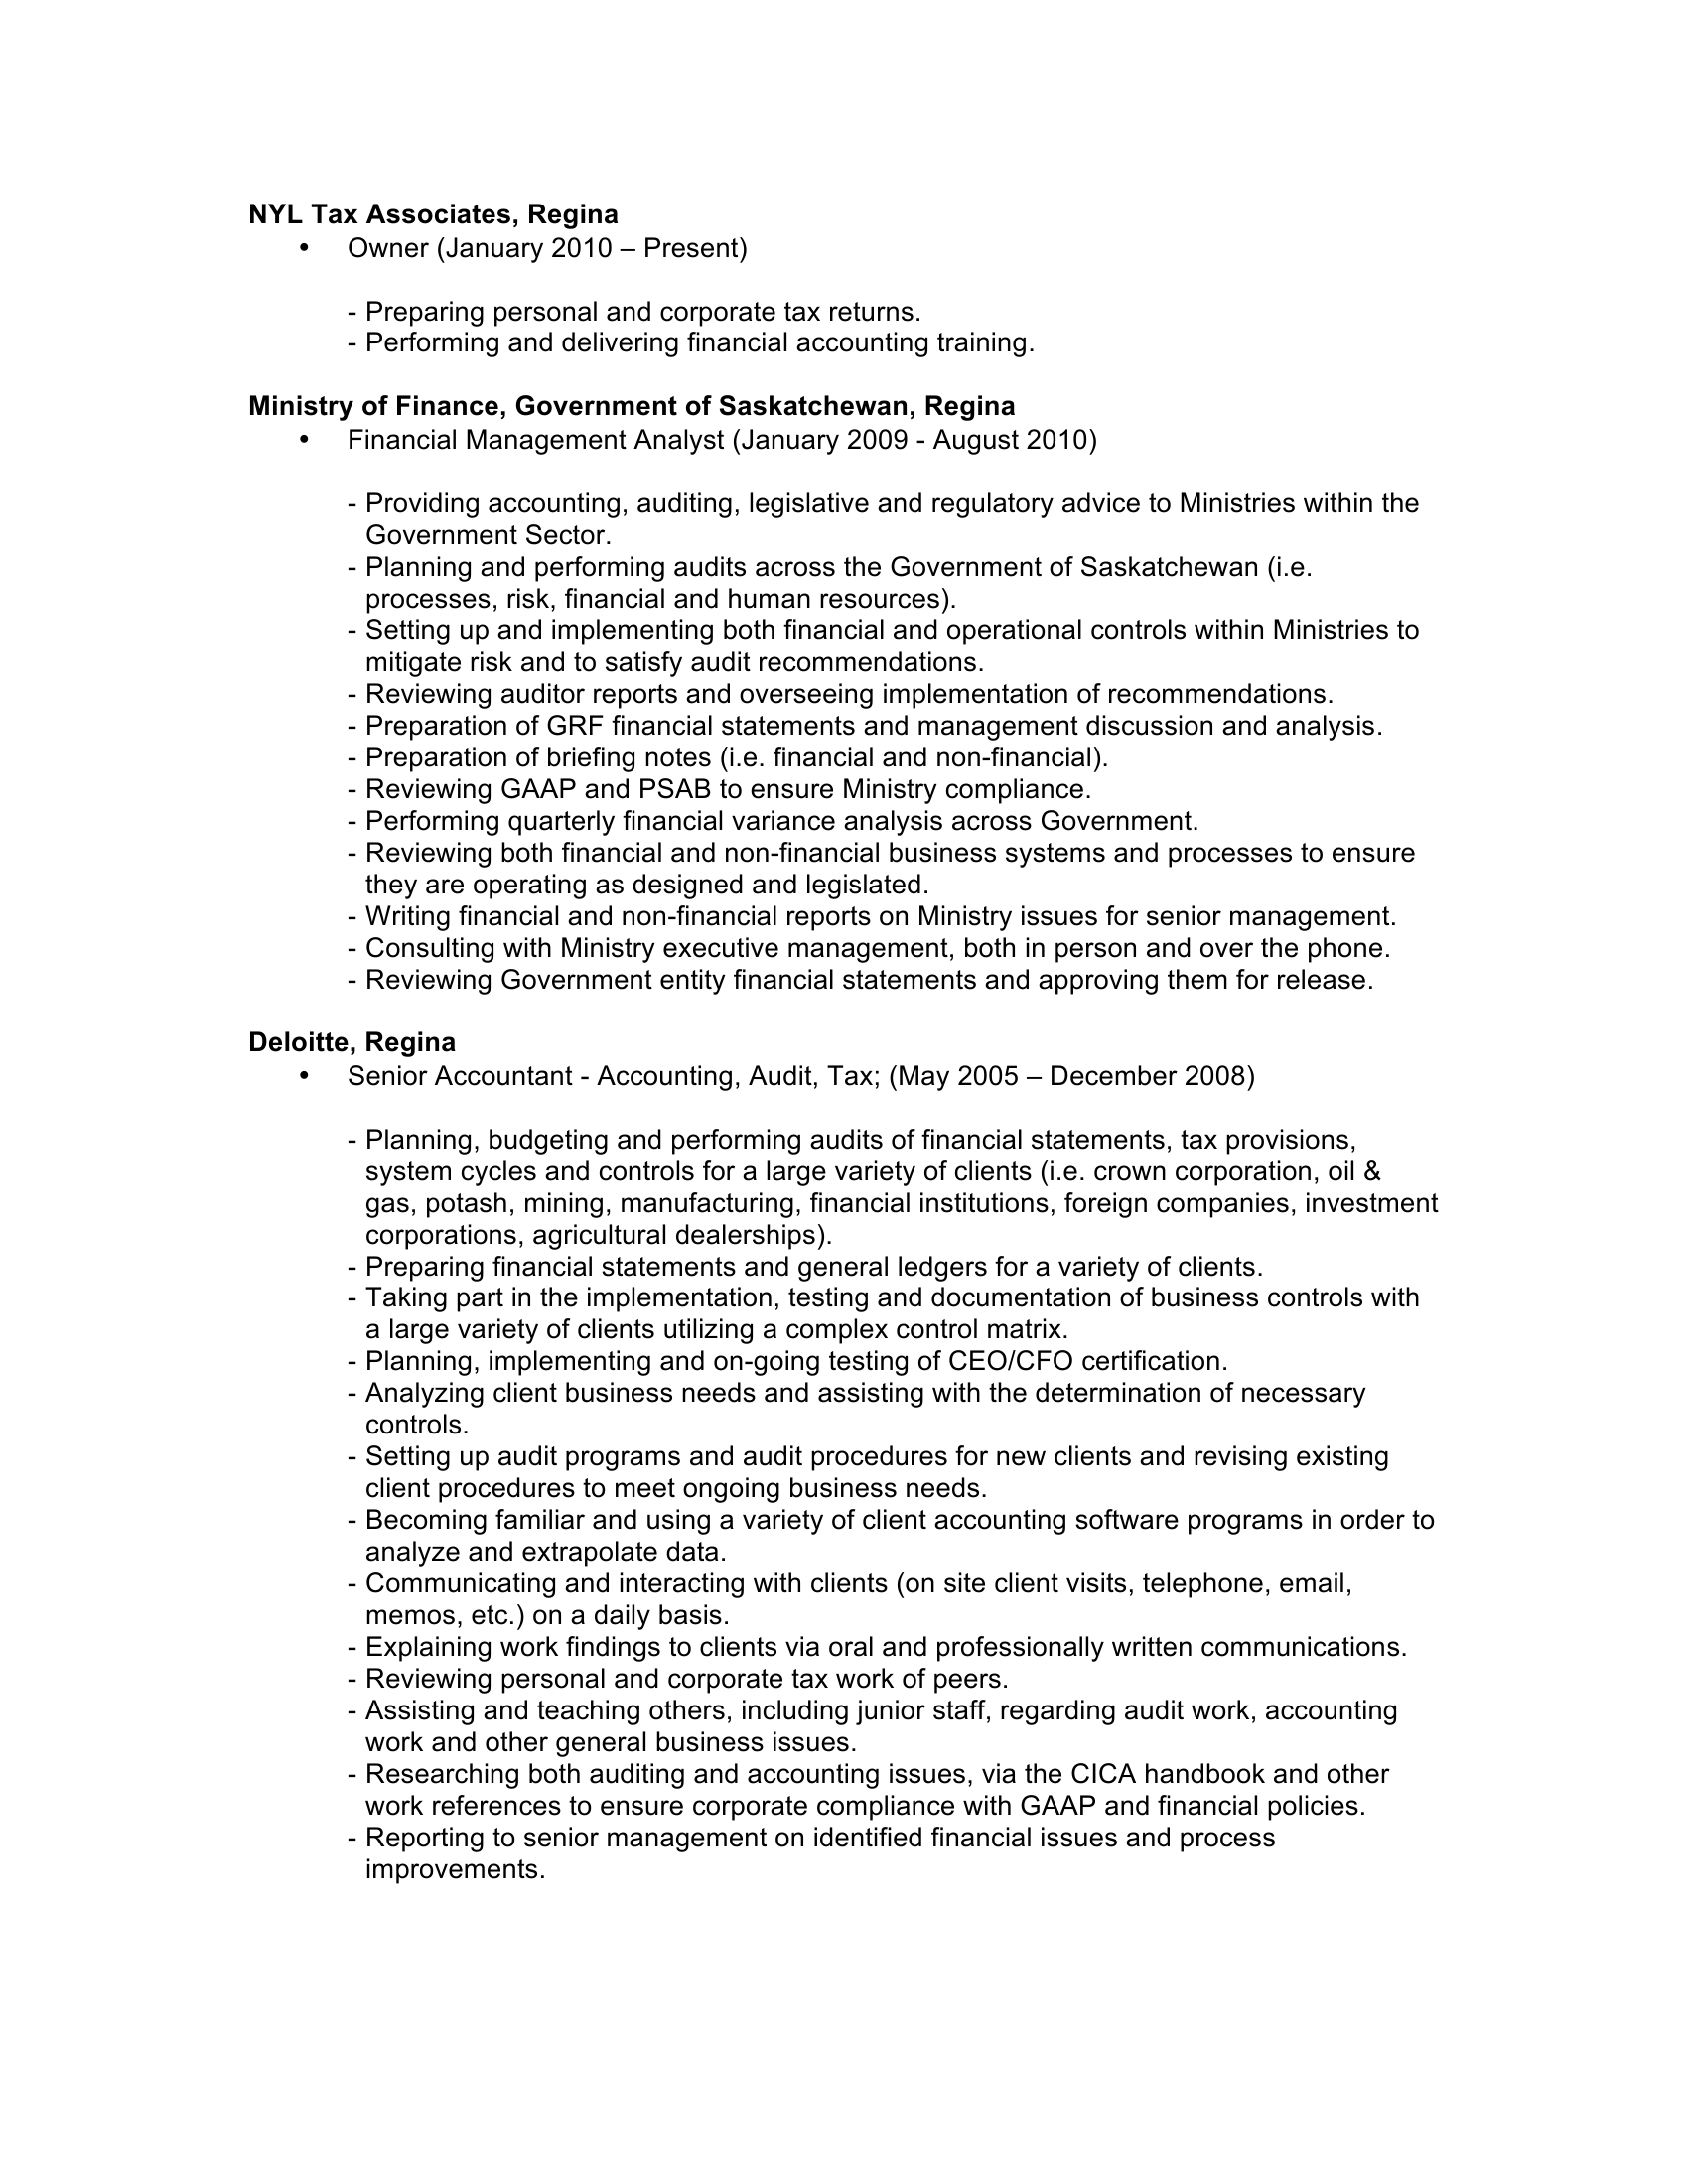 NYL Tax Associates, Regina
• Owner (January 2010 – Present)
- Preparing personal and corporate tax returns.
- Performing and delivering financial accounting training.
Ministry of Finance, Government of Saskatchewan, Regina
• Financial Management Analyst (January 2009 - August 2010)
- Providing accounting, auditing, legislative and regulatory advice to Ministries within the
Government Sector.
- Planning and performing audits across the Government of Saskatchewan (i.e.
processes, risk, financial and human resources).
- Setting up and implementing both financial and operational controls within Ministries to
mitigate risk and to satisfy audit recommendations.
- Reviewing auditor reports and overseeing implementation of recommendations.
- Preparation of GRF financial statements and management discussion and analysis.
- Preparation of briefing notes (i.e. financial and non-financial).
- Reviewing GAAP and PSAB to ensure Ministry compliance.
- Performing quarterly financial variance analysis across Government.
- Reviewing both financial and non-financial business systems and processes to ensure
they are operating as designed and legislated.
- Writing financial and non-financial reports on Ministry issues for senior management.
- Consulting with Ministry executive management, both in person and over the phone.
- Reviewing Government entity financial statements and approving them for release.
Deloitte, Regina
• Senior Accountant - Accounting, Audit, Tax; (May 2005 – December 2008)
- Planning, budgeting and performing audits of financial statements, tax provisions,
system cycles and controls for a large variety of clients (i.e. crown corporation, oil &
gas, potash, mining, manufacturing, financial institutions, foreign companies, investment
corporations, agricultural dealerships).
- Preparing financial statements and general ledgers for a variety of clients.
- Taking part in the implementation, testing and documentation of business controls with
a large variety of clients utilizing a complex control matrix.
- Planning, implementing and on-going testing of CEO/CFO certification.
- Analyzing client business needs and assisting with the determination of necessary
controls.
- Setting up audit programs and audit procedures for new clients and revising existing
client procedures to meet ongoing business needs.
- Becoming familiar and using a variety of client accounting software programs in order to
analyze and extrapolate data.
- Communicating and interacting with clients (on site client visits, telephone, email,
memos, etc.) on a daily basis.
- Explaining work findings to clients via oral and professionally written communications.
- Reviewing personal and corporate tax work of peers.
- Assisting and teaching others, including junior staff, regarding audit work, accounting
work and other general business issues.
- Researching both auditing and accounting issues, via the CICA handbook and other
work references to ensure corporate compliance with GAAP and financial policies.
- Reporting to senior management on identified financial issues and process
improvements.